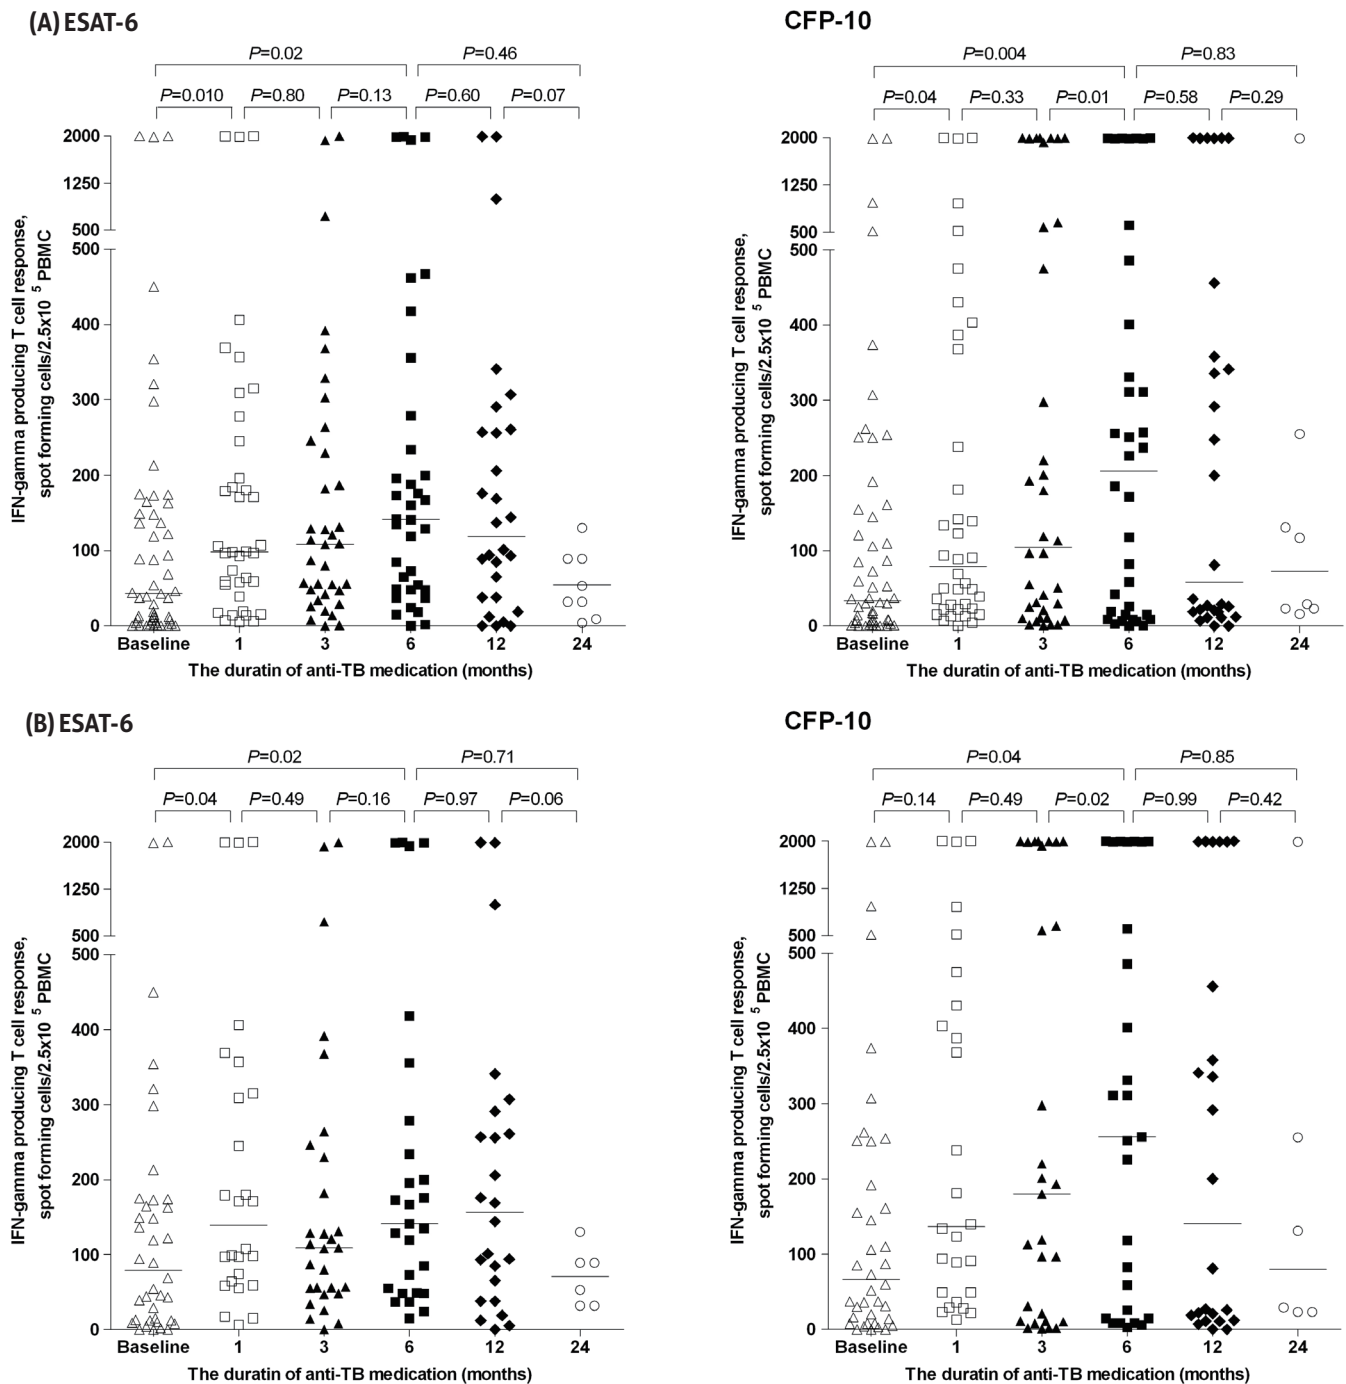 (A) ESAT-6
P=0.02
P=0.46
P=0.010
P=0.80
P=0.13
P=0.60
P=0.07
2000
1250
500
500
400
300
200
100
0
IFN-gamma producing T cell response,
spot forming cells/2.5x10 5 PBMC
Baseline
1
3
6
12
24
The duratin of anti-TB medication (months)
CFP-10
P=0.004
P=0.83
P=0.04
P=0.33
P=0.01
P=0.58
P=0.29
2000
1250
500
500
400
300
200
100
0
IFN-gamma producing T cell response,
spot forming cells/2.5x10 5 PBMC
Baseline
1
3
6
12
24
The duratin of anti-TB medication (months)
(B) ESAT-6
P=0.02
P=0.71
P=0.04
P=0.49
P=0.16
P=0.97
P=0.06
2000
1250
500
500
400
300
200
100
0
IFN-gamma producing T cell response,
spot forming cells/2.5x10 5 PBMC
Baseline
1
3
6
12
24
The duratin of anti-TB medication (months)
CFP-10
P=0.04
P=0.85
P=0.14
P=0.49
P=0.02
P=0.99
P=0.42
2000
1250
500
500
400
300
200
100
0
IFN-gamma producing T cell response,
spot forming cells/2.5x10 5 PBMC
Baseline
1
3
6
12
24
The duratin of anti-TB medication (months)